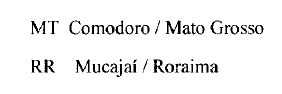 MT Comodoro / Mato Grosso
RR Mucajaí / Roraima